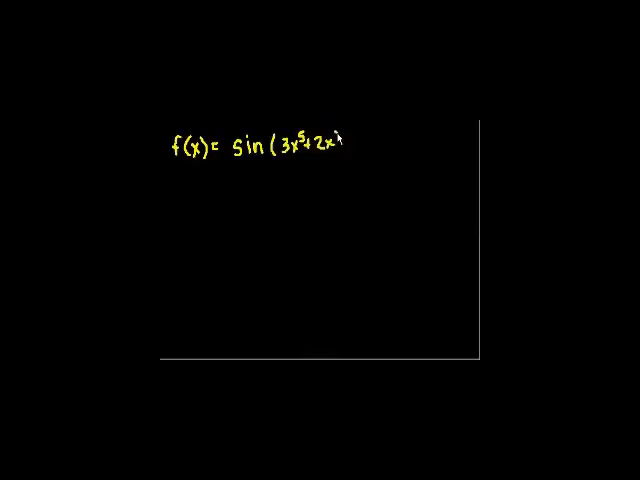 f(x)= sin(3x⁵+2x